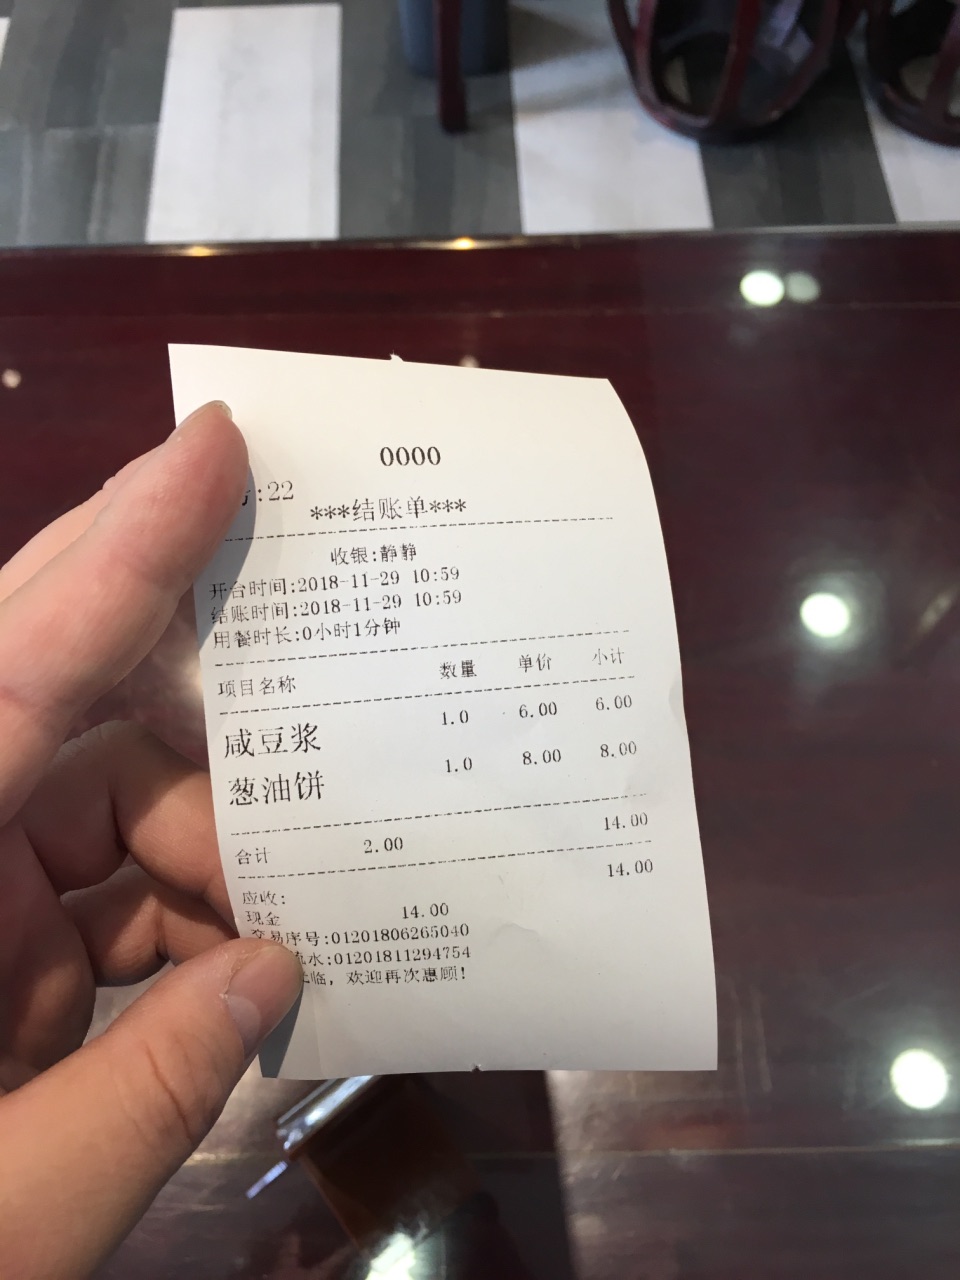 0000
:22
***结账单***
收银:静静
开台时间:2018-11-29 10:59
结账时间:2018-11-29 10:59
用餐时长:0小时1分钟
项目名称 数量 单价 小计
咸豆浆 1.0 6.00 6.00
葱油饼 1.0 8.00 8.00
合计 2.00 14.00
应收: 14.00
现金 14.00
交易序号:01201806265040
流水:01201811294754
临，欢迎再次惠顾!